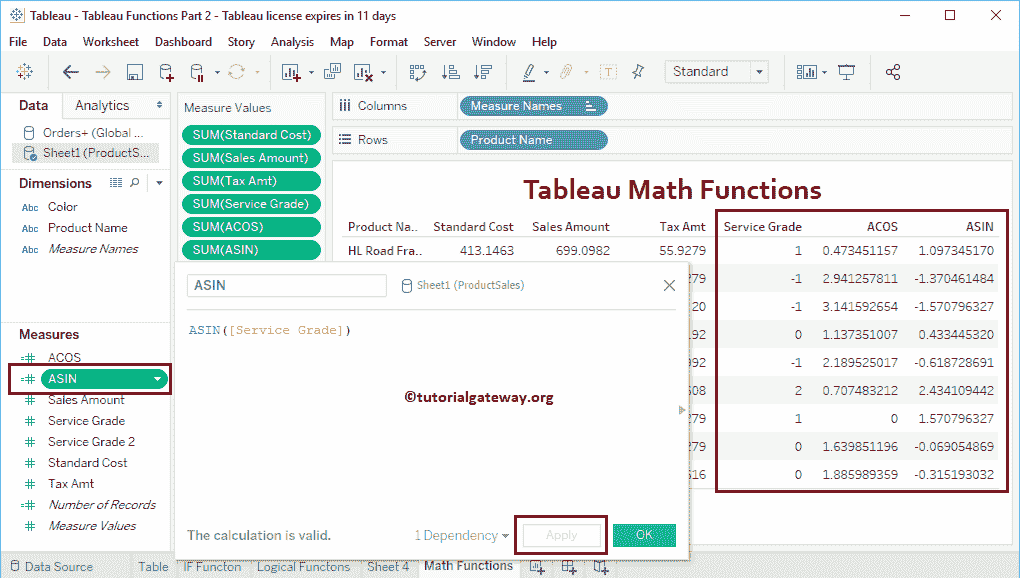 Tableau - Tableau Functions Part 2 - Tableau license expires in 11 days
File Data Worksheet Dashboard Story Analysis Map Format Server Window Help
Standard
Data Analytics
Orders+ (Global ...
Sheet1 (ProductS...
Dimensions
Abc Color
Abc Product Name
Abc Measure Names
Measures
ACOS
ASIN
Sales Amount
Service Grade
Service Grade 2
Standard Cost
Tax Amt
Number of Records
Measure Values
Measure Values
SUM(Standard Cost)
SUM(Sales Amount)
SUM(Tax Amt)
SUM(Service Grade)
SUM(ACOS)
SUM(ASIN)
Columns Measure Names
Rows Product Name
Tableau Math Functions
Product Na.. Standard Cost Sales Amount Tax Amt Service Grade ACOS ASIN
HL Road Fra.. 413.1463 699.0982 55.9279 1 0.473451157 1.097345170
279 -1 2.941257811 -1.370461484
120 -1 3.141592654 -1.570796327
192 0 1.137351007 0.433445320
992 -1 2.189525017 -0.618728691
508 2 0.707483212 2.434109442
279 1 0 1.570796327
279 0 1.639851196 -0.069054869
516 0 1.885989359 -0.315193032
ASIN Sheet1 (ProductSales)
ASIN([Service Grade])
©tutorialgateway.org
The calculation is valid. 1 Dependency Apply OK
Data Source Table IF Functon Logical Functons Sheet 4 Math Functions